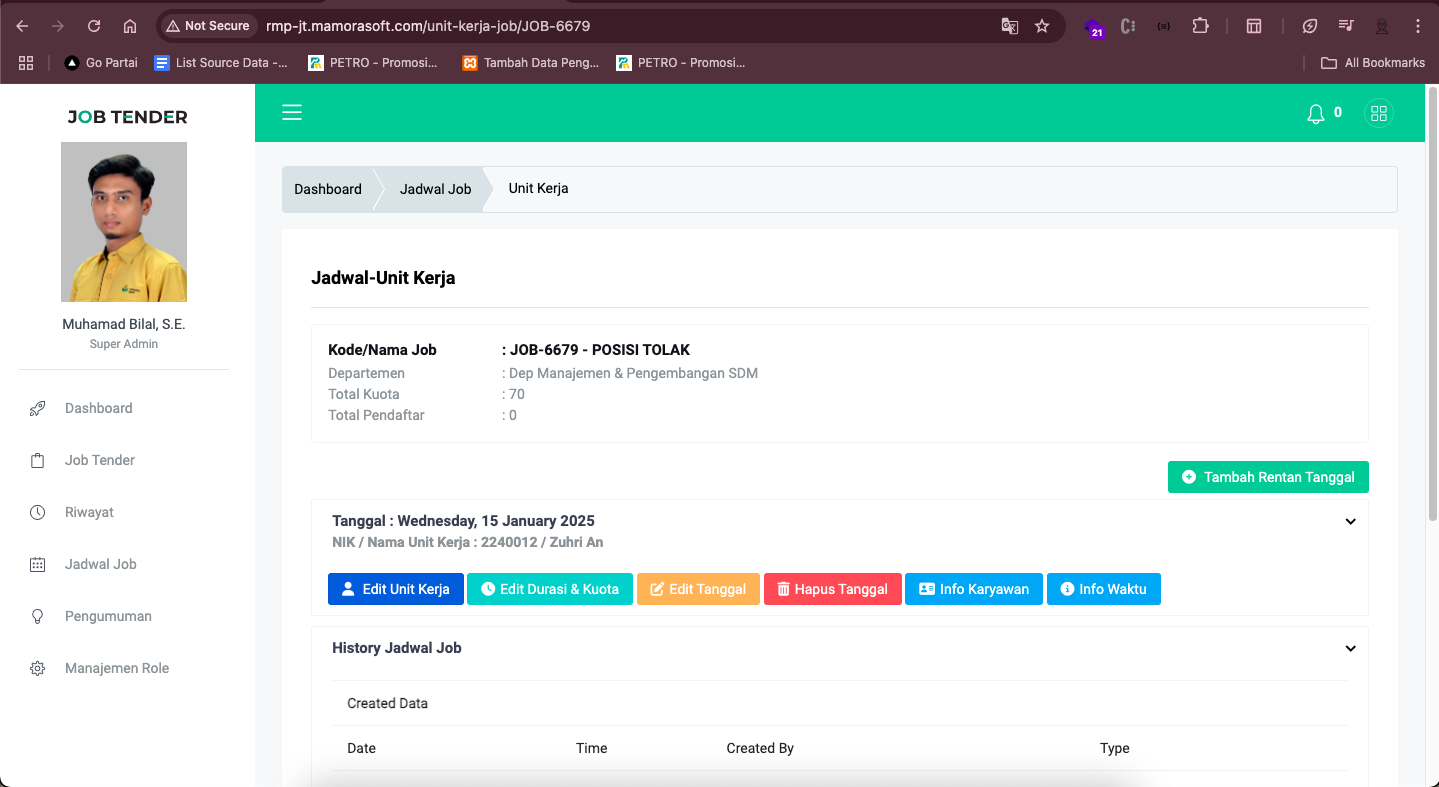 Not Secure rmp-jt.mamorasoft.com/unit-kerja-job/JOB-6679 21
Go Partai List Source Data -... PETRO - Promosi... Tambah Data Peng... PETRO - Promosi... All Bookmarks
JOB TENDER
0
Muhamad Bilal, S.E.
Super Admin
Dashboard
Job Tender
Riwayat
Jadwal Job
Pengumuman
Manajemen Role
Dashboard Jadwal Job Unit Kerja
Jadwal-Unit Kerja
Kode/Nama Job : JOB-6679 - POSISI TOLAK
Departemen : Dep Manajemen & Pengembangan SDM
Total Kuota : 70
Total Pendaftar : 0
Tambah Rentan Tanggal
Tanggal : Wednesday, 15 January 2025
NIK / Nama Unit Kerja : 2240012 / Zuhri An
Edit Unit Kerja Edit Durasi & Kuota Edit Tanggal Hapus Tanggal Info Karyawan Info Waktu
History Jadwal Job
Created Data
Date Time Created By Type